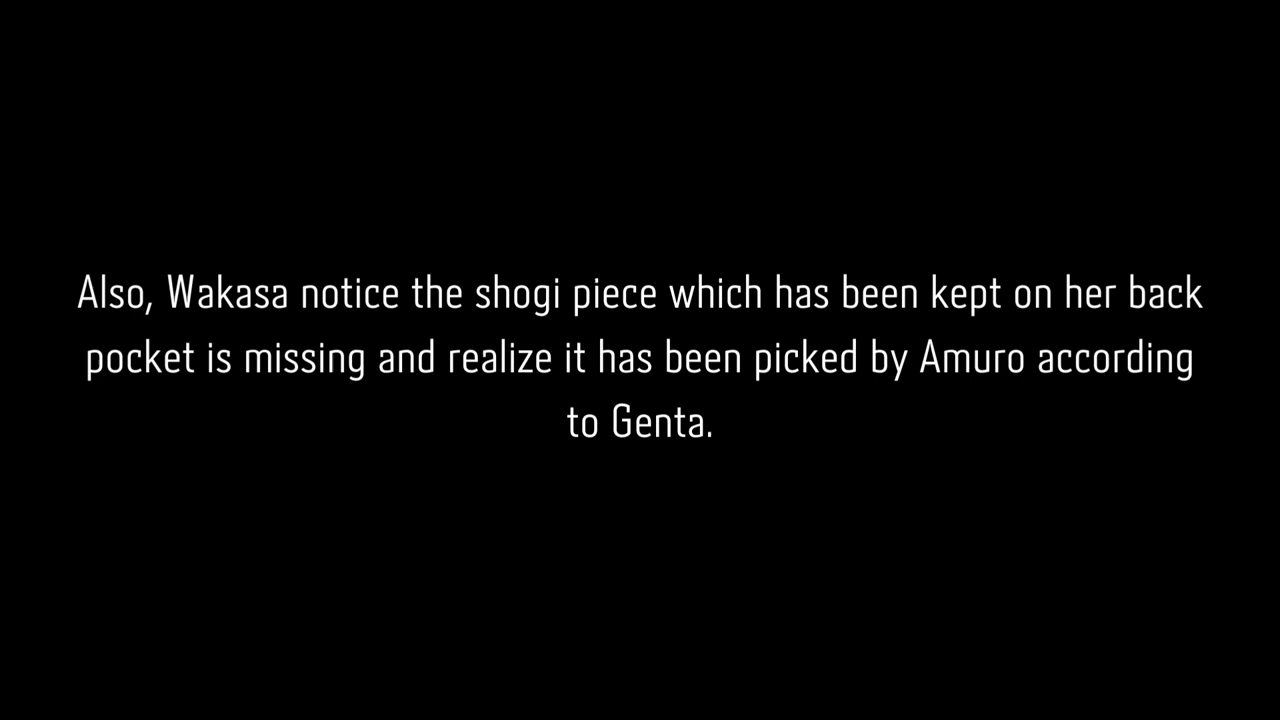 Also, Wakasa notice the shogi piece which has been kept on her back
pocket is missing and realize it has been picked by Amuro according
to Genta.